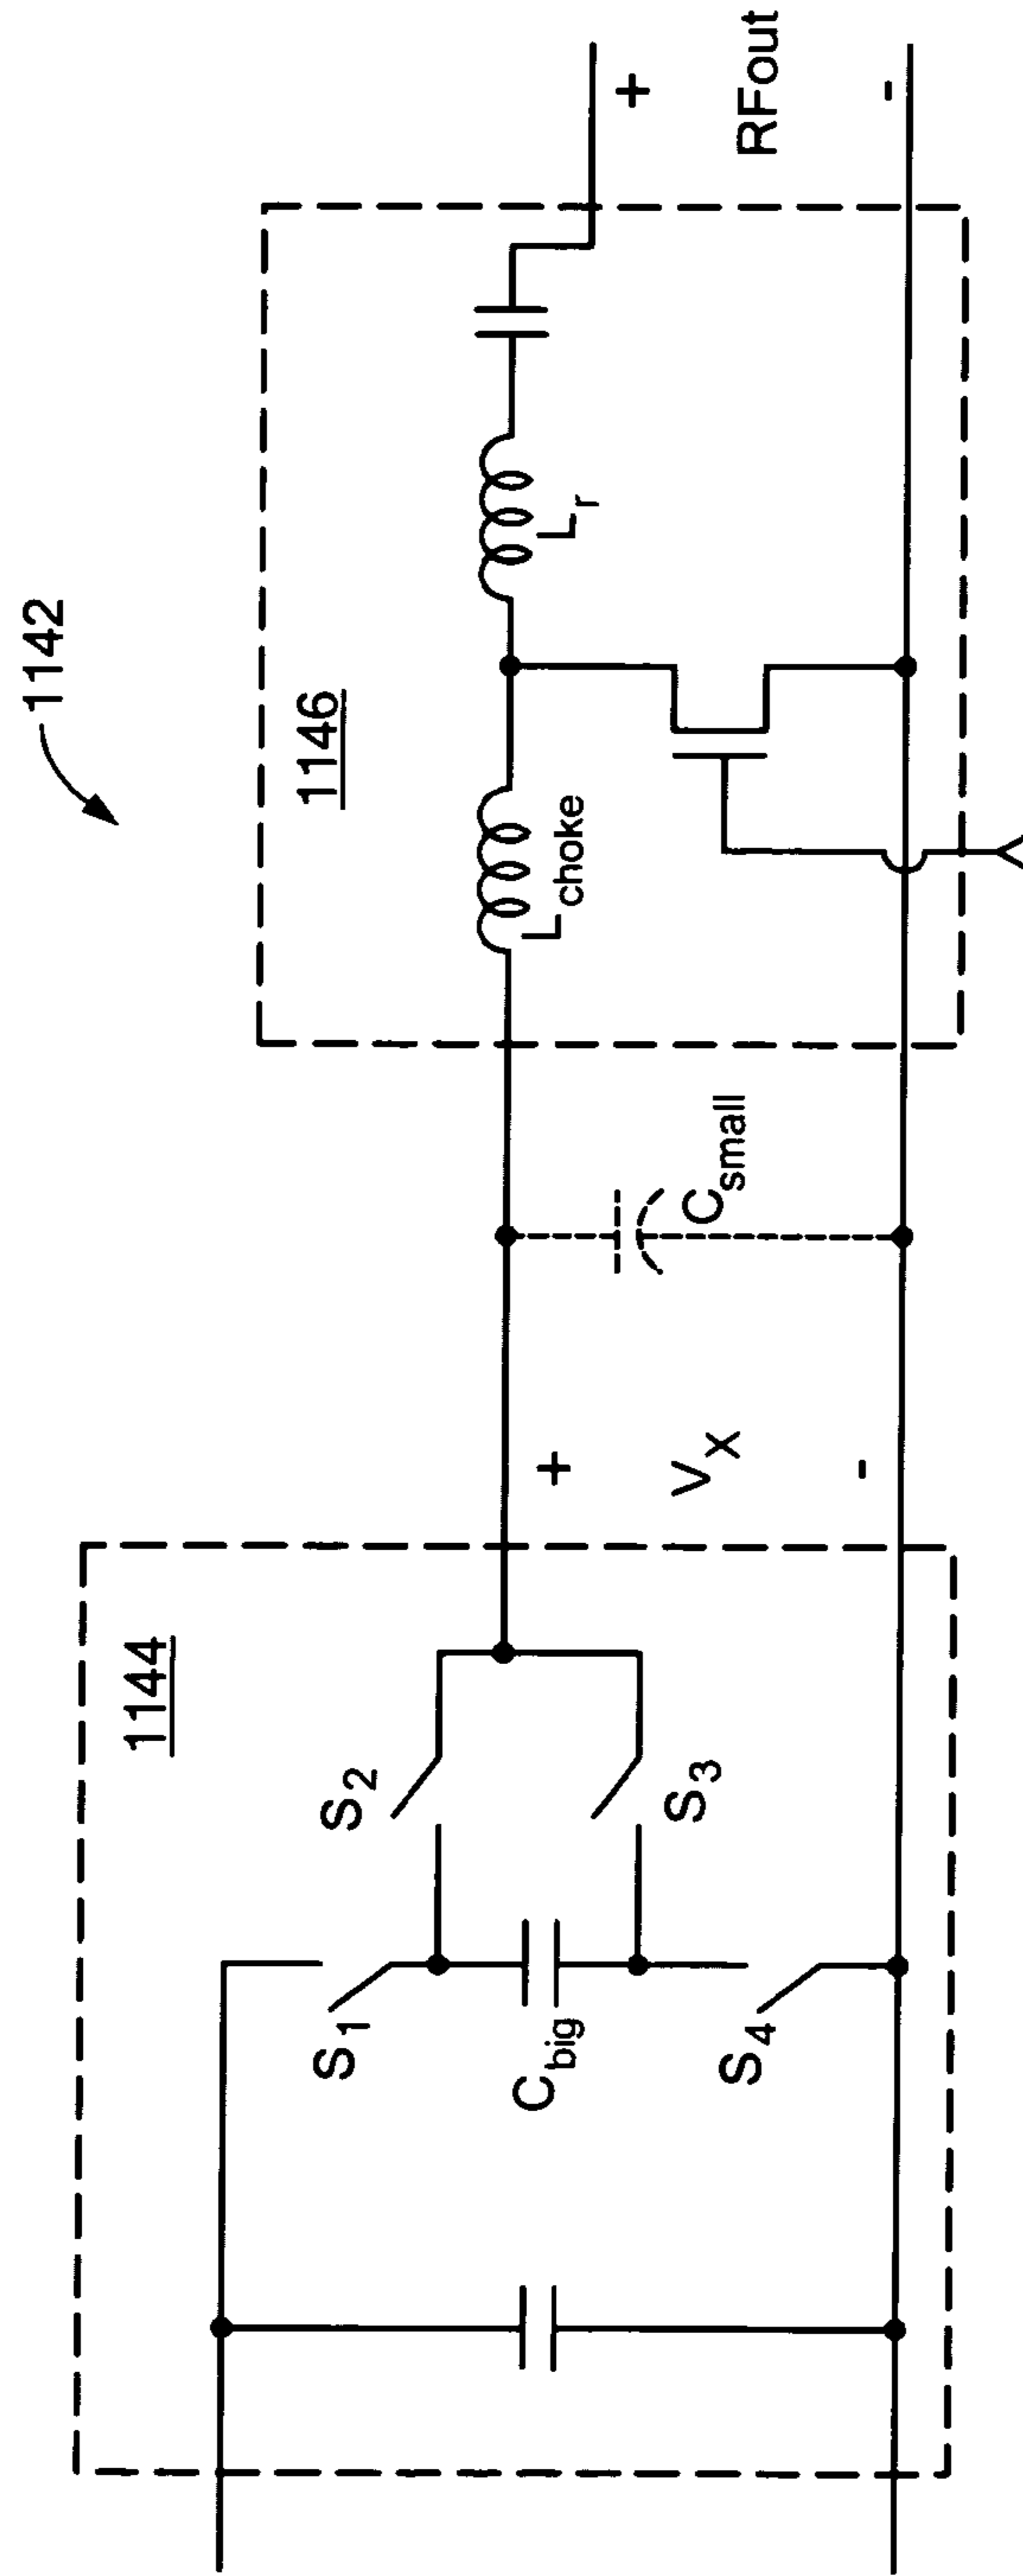 1142
1144
1146
S1
S2
S3
S4
Cbig
+
VX
-
Csmall
Lchoke
Lr
+
RFout
-